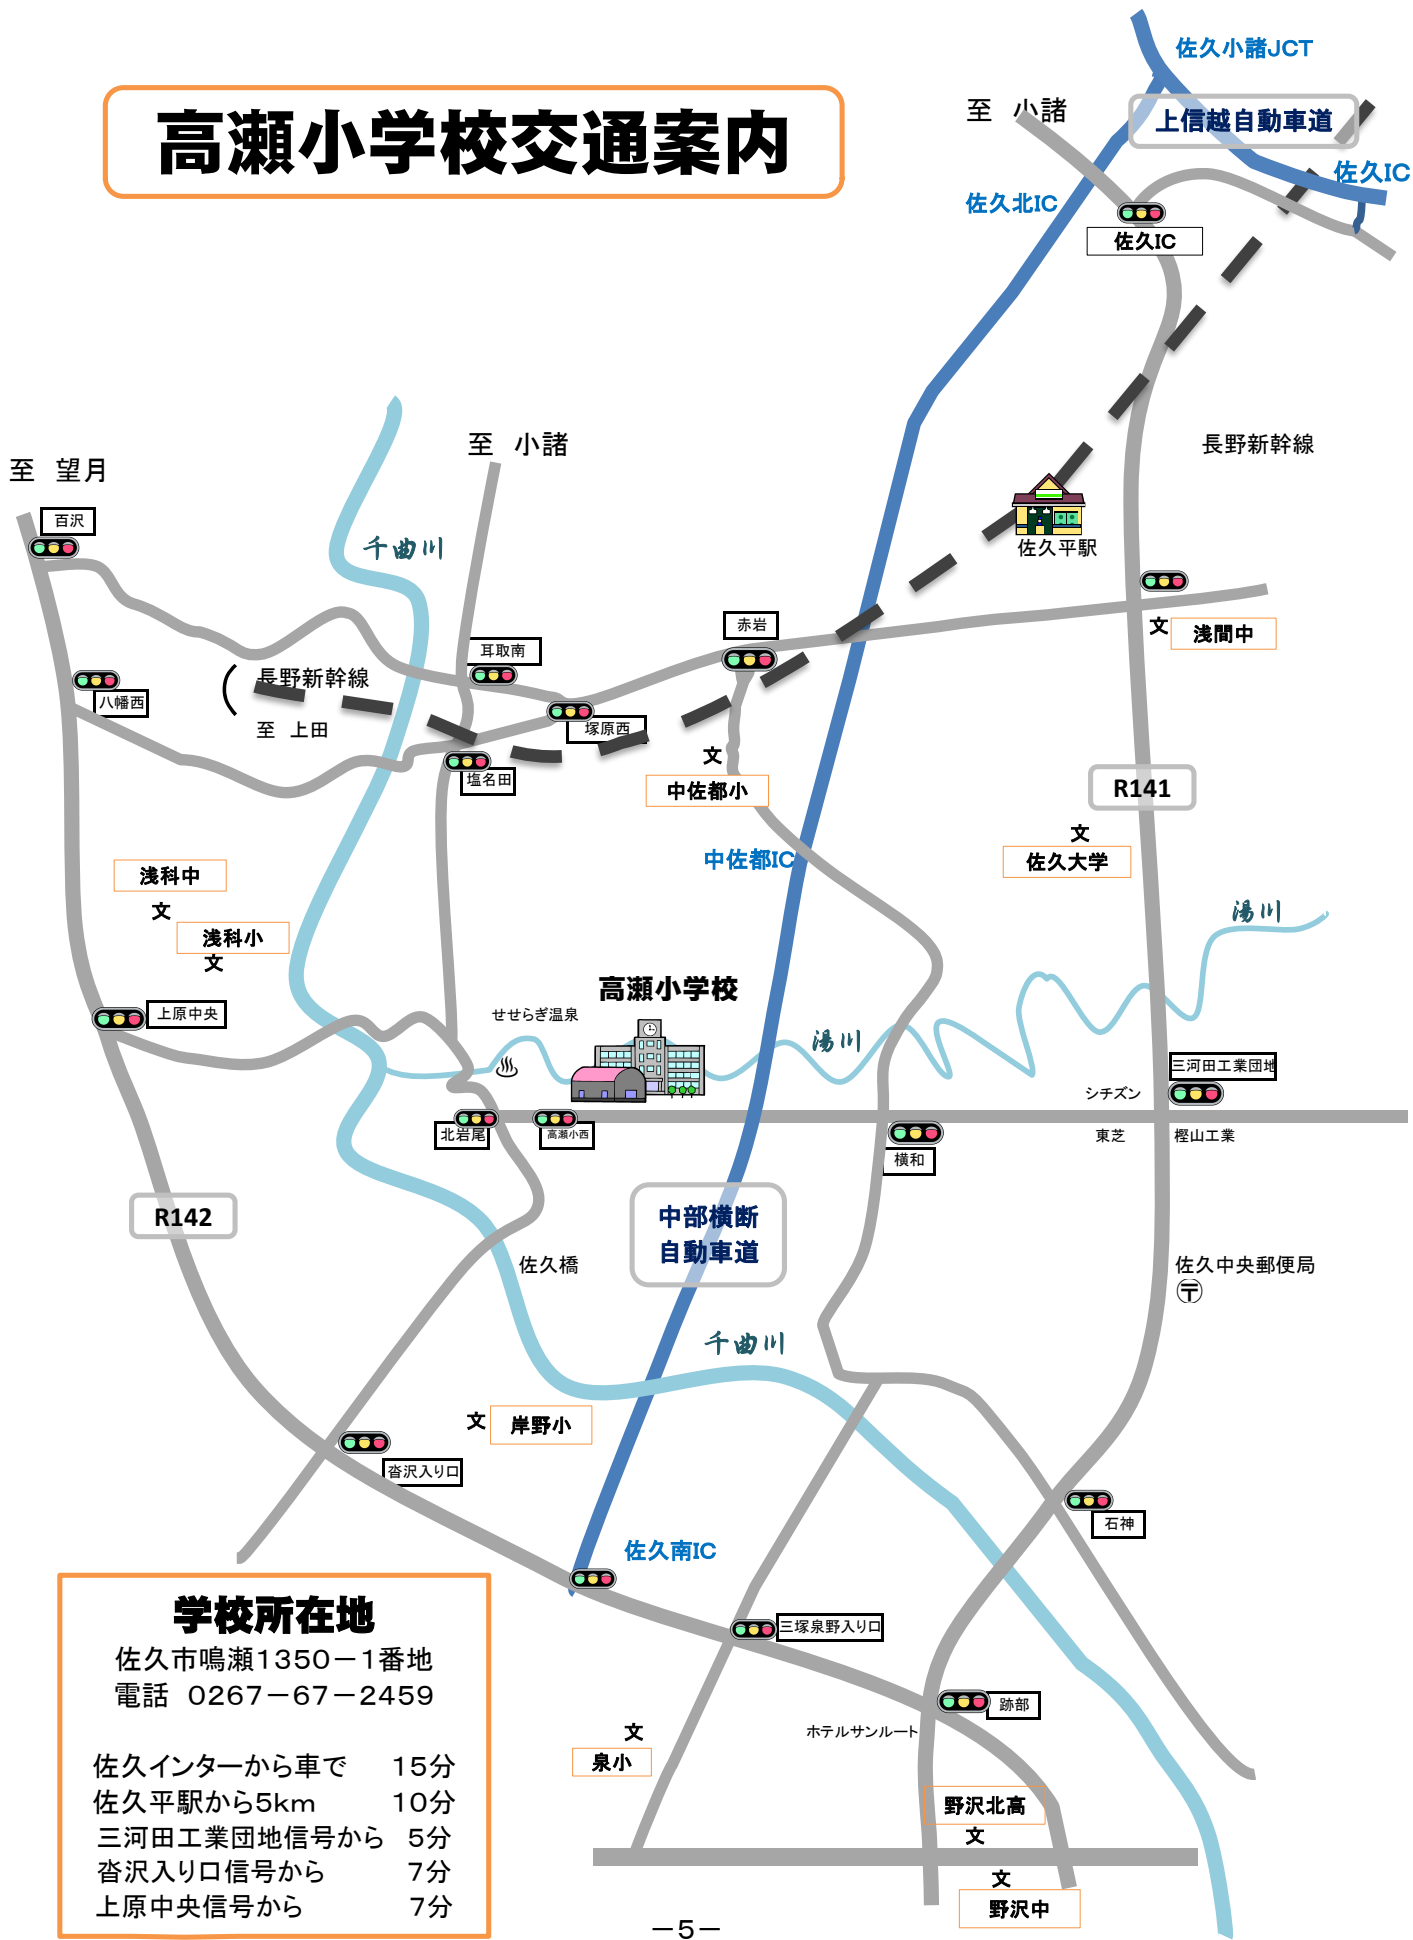 佐久小諸JCT
高瀬小学校交通案内
至　小諸
上信越自動車道
佐久IC
佐久北IC
佐久IC
至　小諸
長野新幹線
至　望月
百沢
千曲川
佐久平駅
赤岩
文 浅間中
耳取南
長野新幹線
八幡西
至　上田
塚原西
塩名田
文
中佐都小
R141
文
佐久大学
中佐都IC
浅科中
文
浅科小
文
湯川
高瀬小学校
上原中央
せせらぎ温泉
湯川
三河田工業団地
シチズン
北岩尾
高瀬小西
東芝
樫山工業
横和
R142
中部横断
自動車道
佐久橋
佐久中央郵便局
〒
千曲川
文 岸野小
沓沢入り口
石神
佐久南IC
三塚泉野入り口
跡部
ホテルサンルート
文
泉小
野沢北高
文
文
野沢中
学校所在地
佐久市鳴瀬1350－1番地
電話　0267－67－2459
佐久インターから車で　15分
佐久平駅から5km　10分
三河田工業団地信号から　5分
沓沢入り口信号から　7分
上原中央信号から　7分
－5－